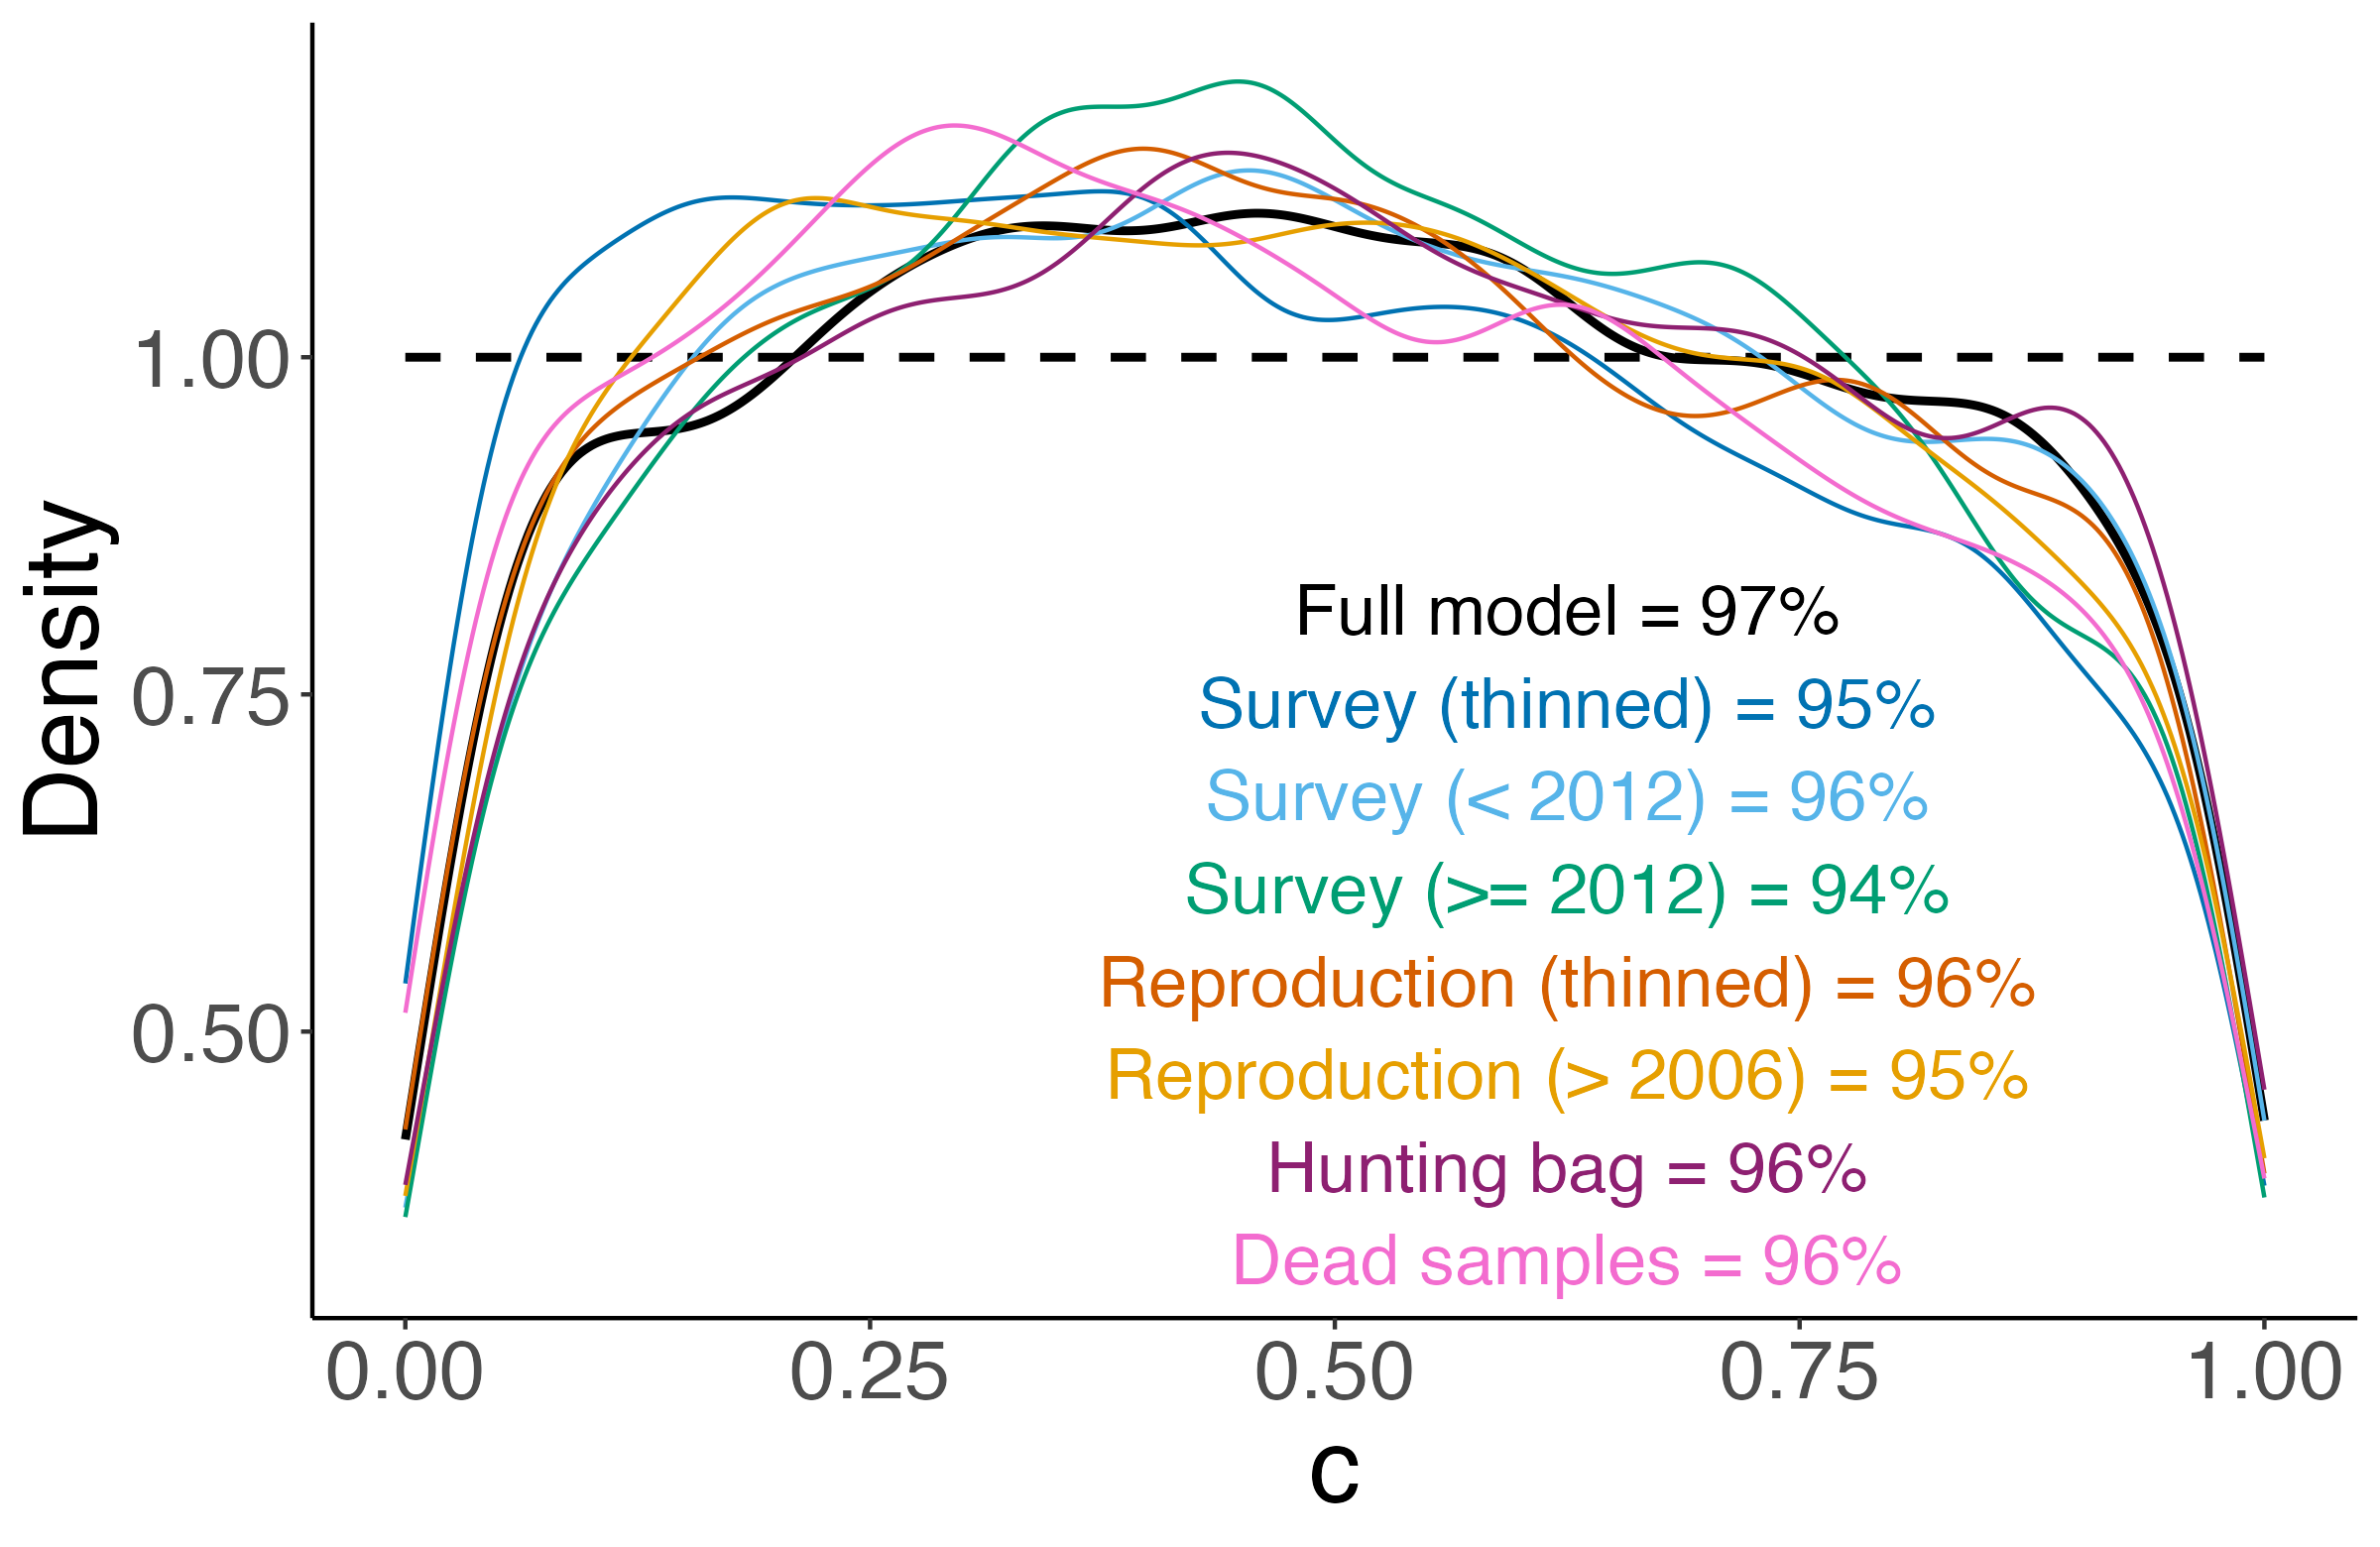 Density
1.00
0.75
0.50
Full model = 97%
Survey (thinned) = 95%
Survey (< 2012) = 96%
Survey (>= 2012) = 94%
Reproduction (thinned) = 96%
Reproduction (> 2006) = 95%
Hunting bag = 96%
Dead samples = 96%
0.00 0.25 0.50 0.75 1.00
c